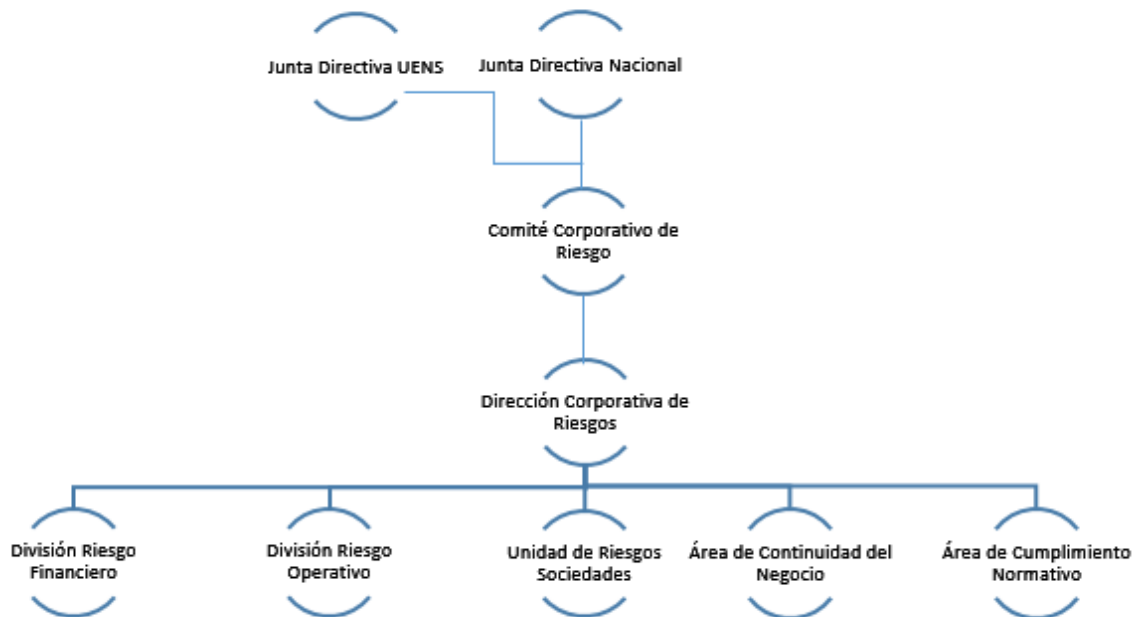 Junta Directiva UENS
Junta Directiva Nacional
Comité Corporativo de
Riesgo
Dirección Corporativa de
Riesgos
División Riesgo
Financiero
División Riesgo
Operativo
Unidad de Riesgos
Sociedades
Área de Continuidad del
Negocio
Área de Cumplimiento
Normativo